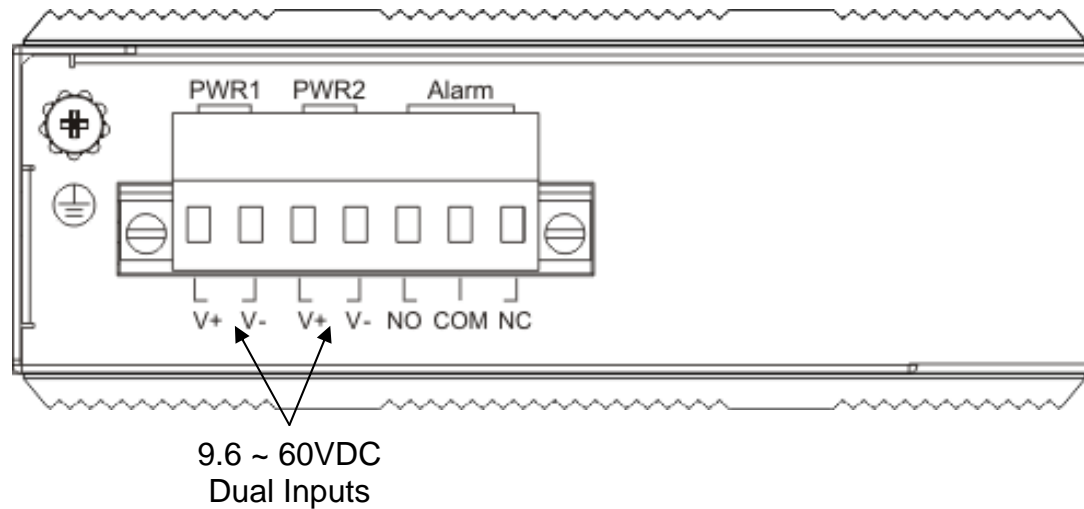 PWR1 PWR2 Alarm
V+ V- V+ V- NO COM NC
9.6 ~ 60VDC
Dual Inputs